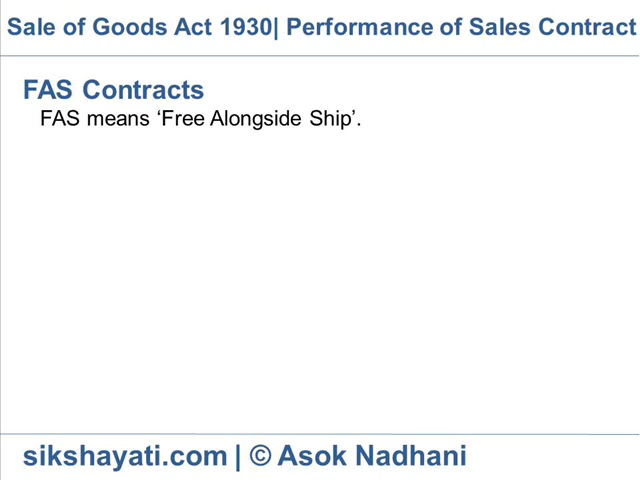 Sale of Goods Act 1930| Performance of Sales Contract
FAS Contracts
FAS means ‘Free Alongside Ship’.
sikshayati.com | © Asok Nadhani